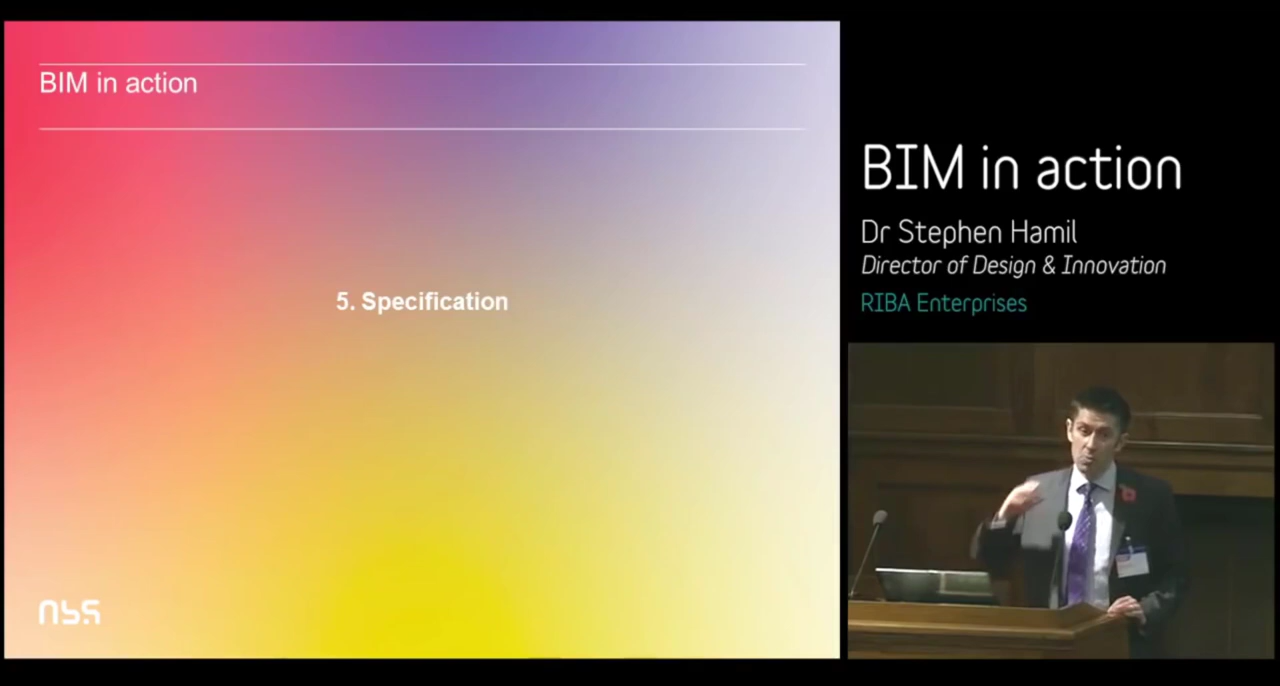 BIM in action
5. Specification
nbs
BIM in action
Dr Stephen Hamil
Director of Design & Innovation
RIBA Enterprises